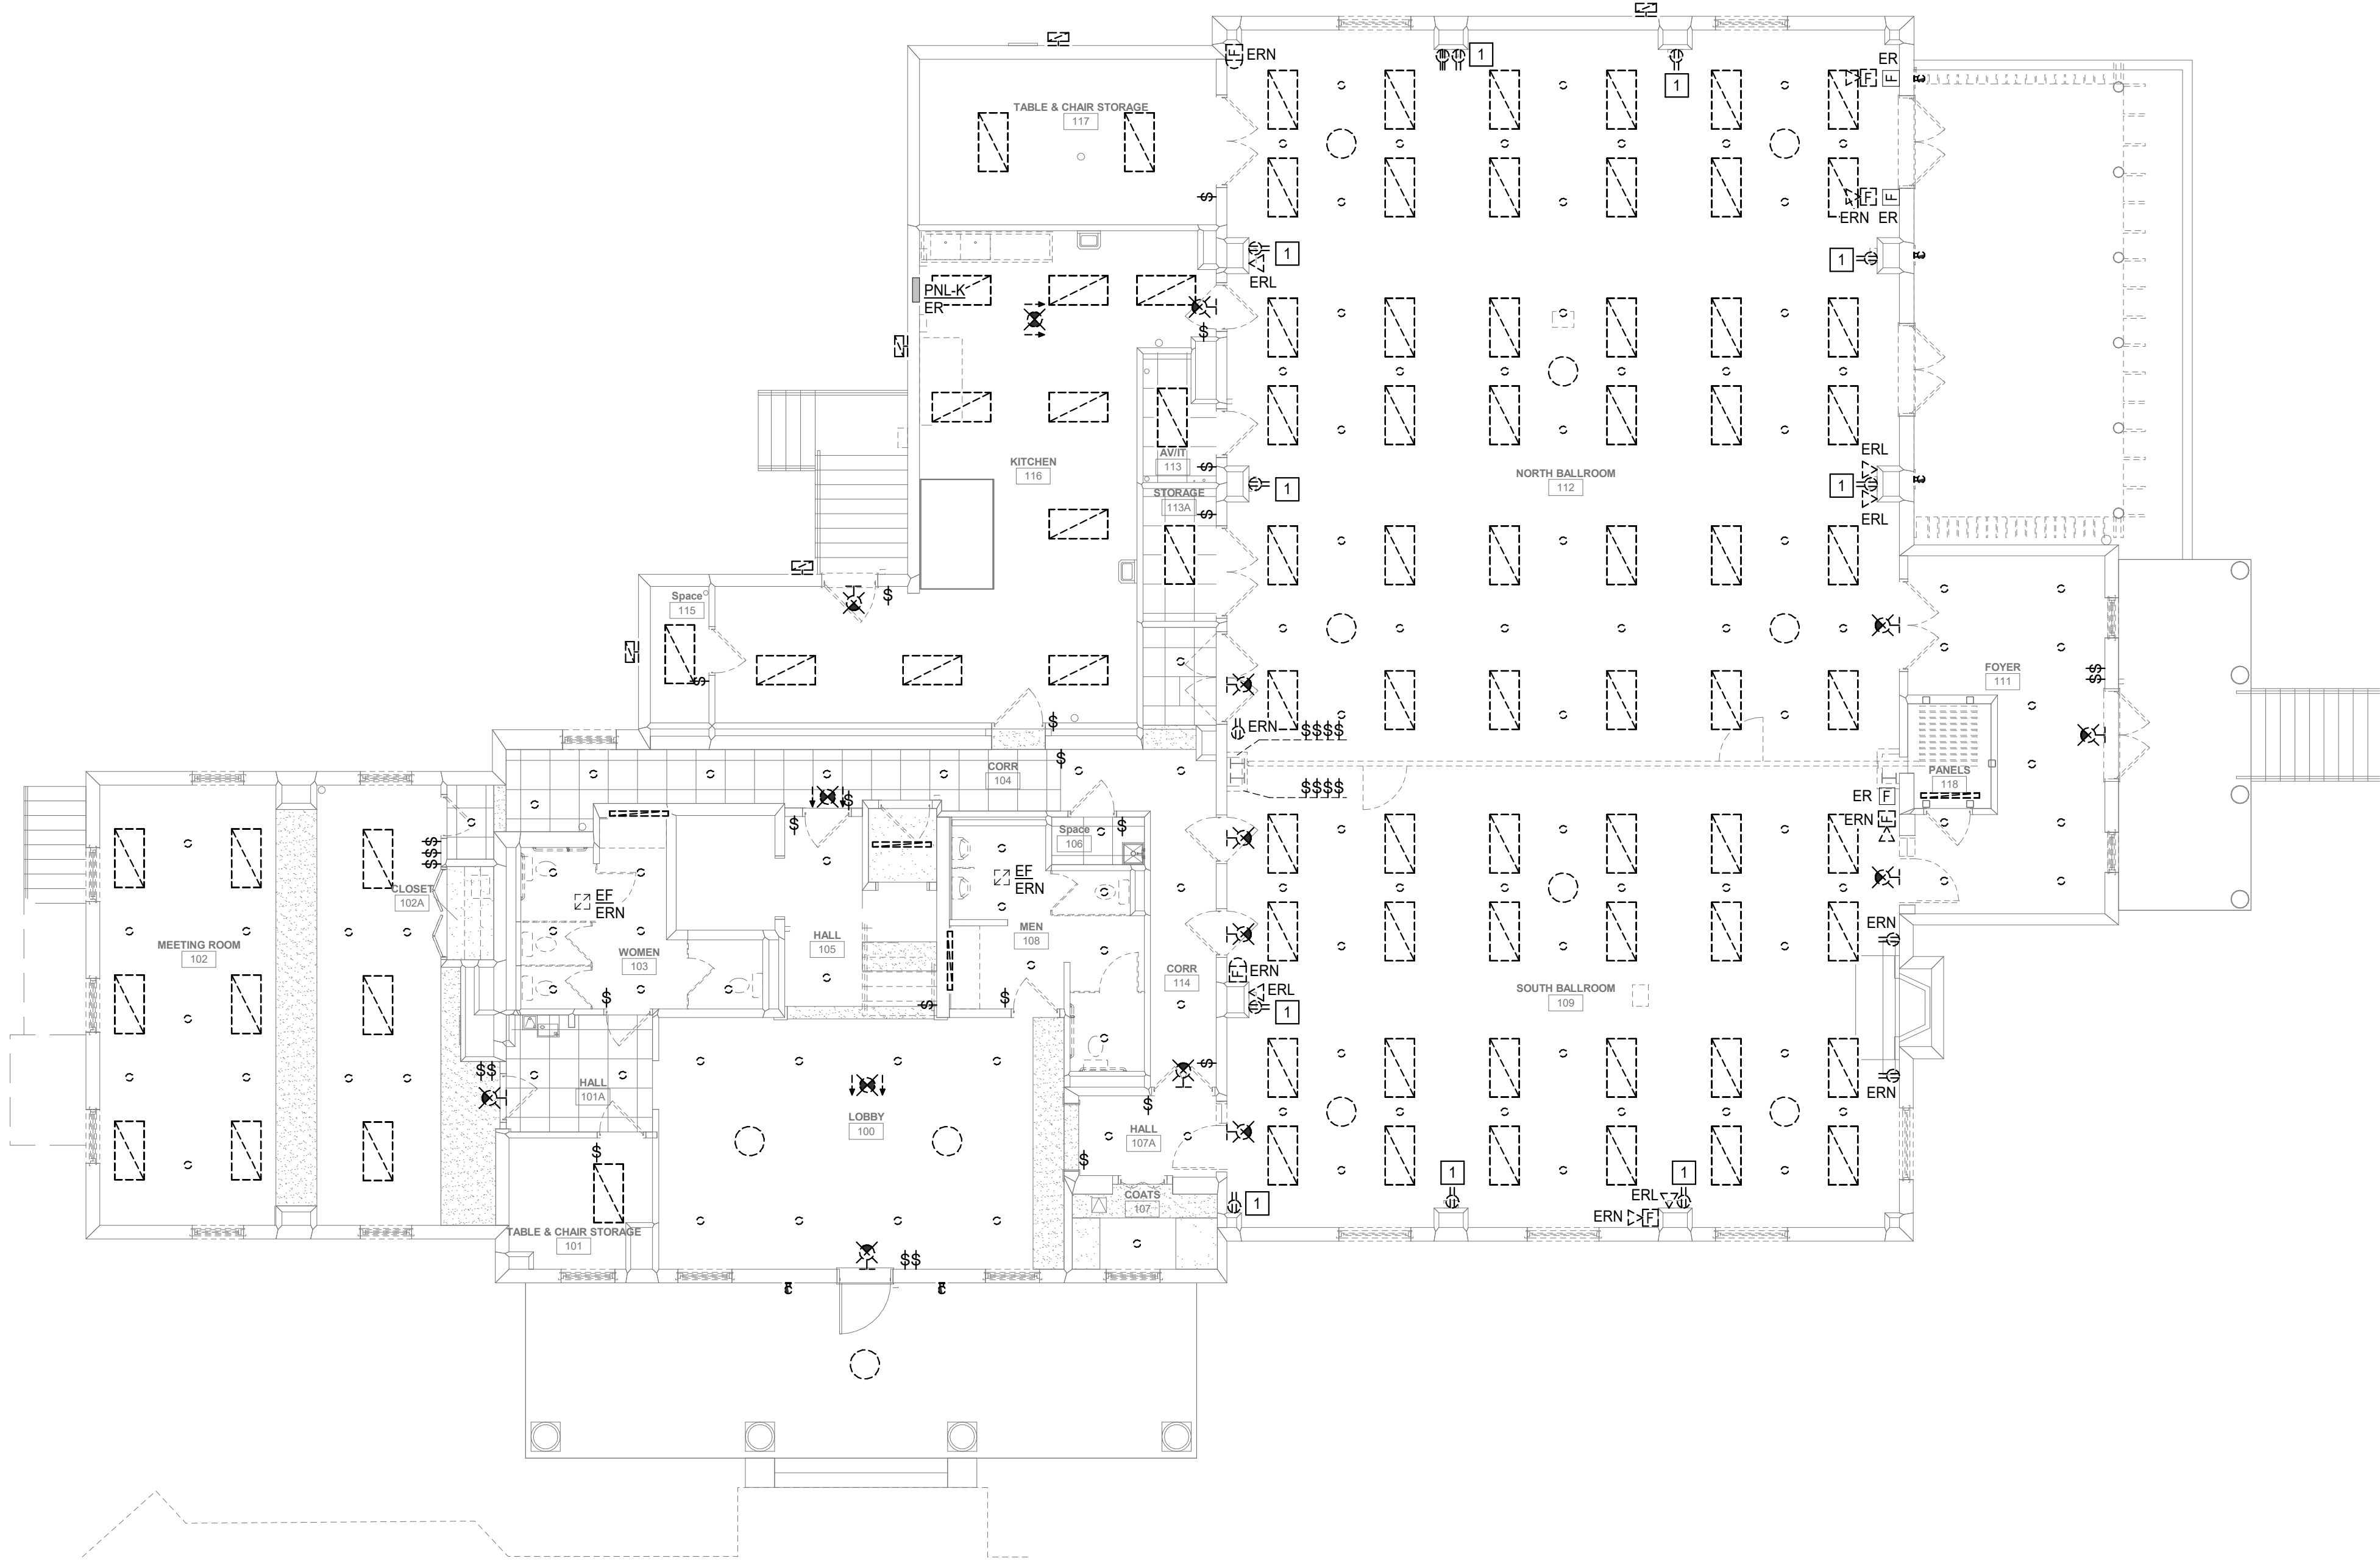 ERN
1
1
ER
F
F
F
TABLE & CHAIR STORAGE
117
$
F
F
ERN ER
1
ERL
1
PNL-K
ER
$
KITCHEN
116
AV/IT
113
$
STORAGE
113A
$
1
NORTH BALLROOM
112
ERL
1
ERL
Space
115
$
$
$
FOYER
111
$$
ERN
$$$$
$$$$
CORR
104
$
PANELS
118
ER F
ERN F
$
$
Space
106
$
$$$
CLOSET
102A
EF
ERN
EF
ERN
MEETING ROOM
102
WOMEN
103
HALL
105
MEN
108
CORR
114
ERN
F
ERN
ERL
1
SOUTH BALLROOM
109
$
$
$
$
$$
HALL
101A
ERN
LOBBY
100
HALL
107A
$
$
$
COATS
107
1
1
1
ERL
ERN F
TABLE & CHAIR STORAGE
101
$$